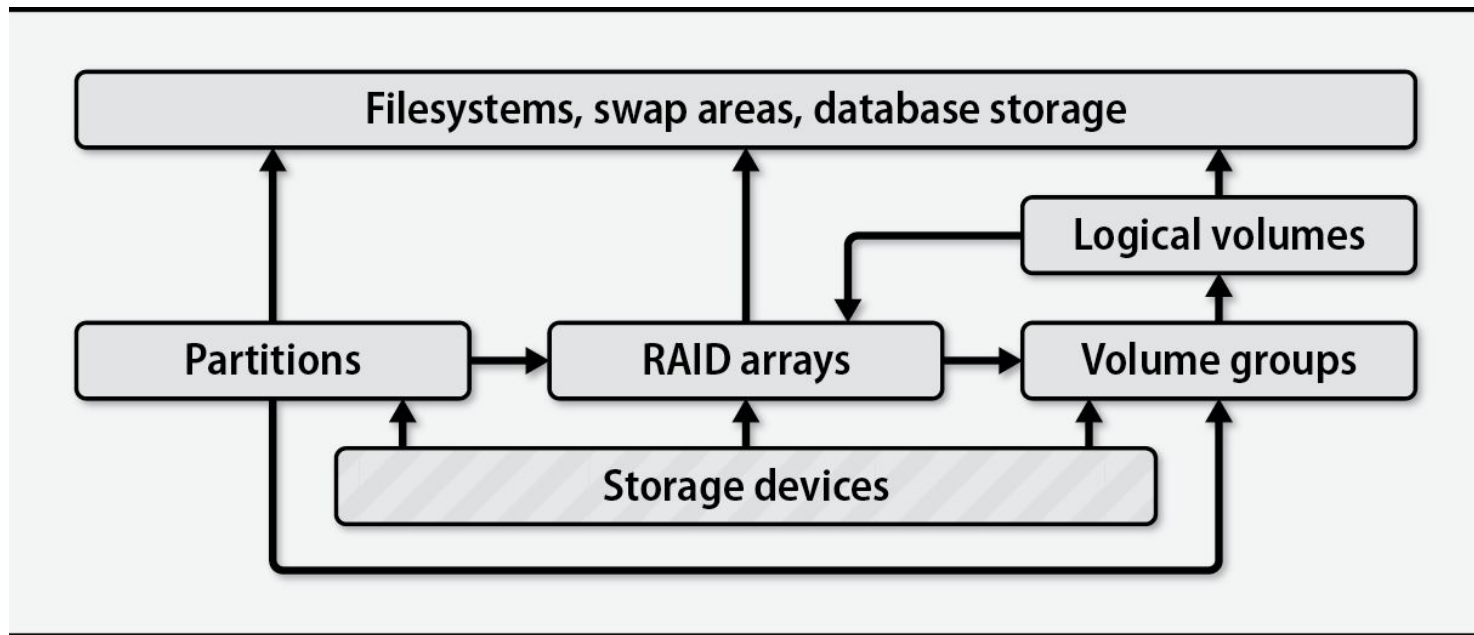 Filesystems, swap areas, database storage
Logical volumes
Partitions
RAID arrays
Volume groups
Storage devices